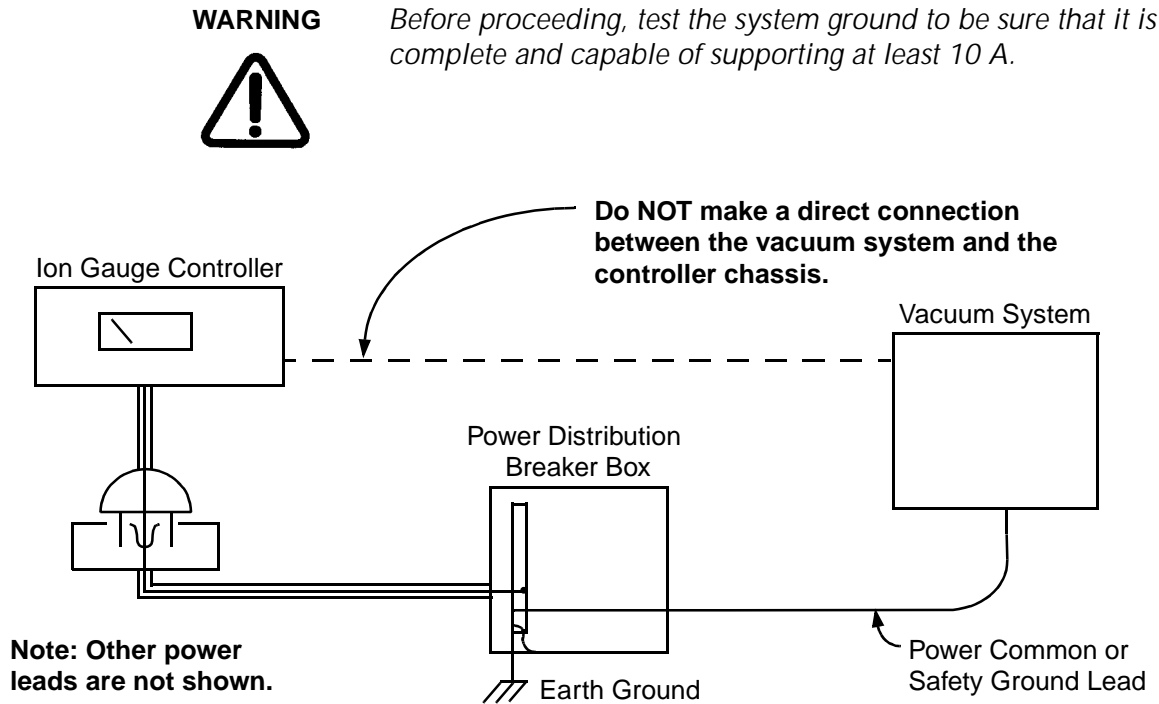 WARNING
Before proceeding, test the system ground to be sure that it is
complete and capable of supporting at least 10 A.
Do NOT make a direct connection
between the vacuum system and the
controller chassis.
Ion Gauge Controller
Vacuum System
Power Distribution
Breaker Box
Note: Other power
leads are not shown.
Earth Ground
Power Common or
Safety Ground Lead